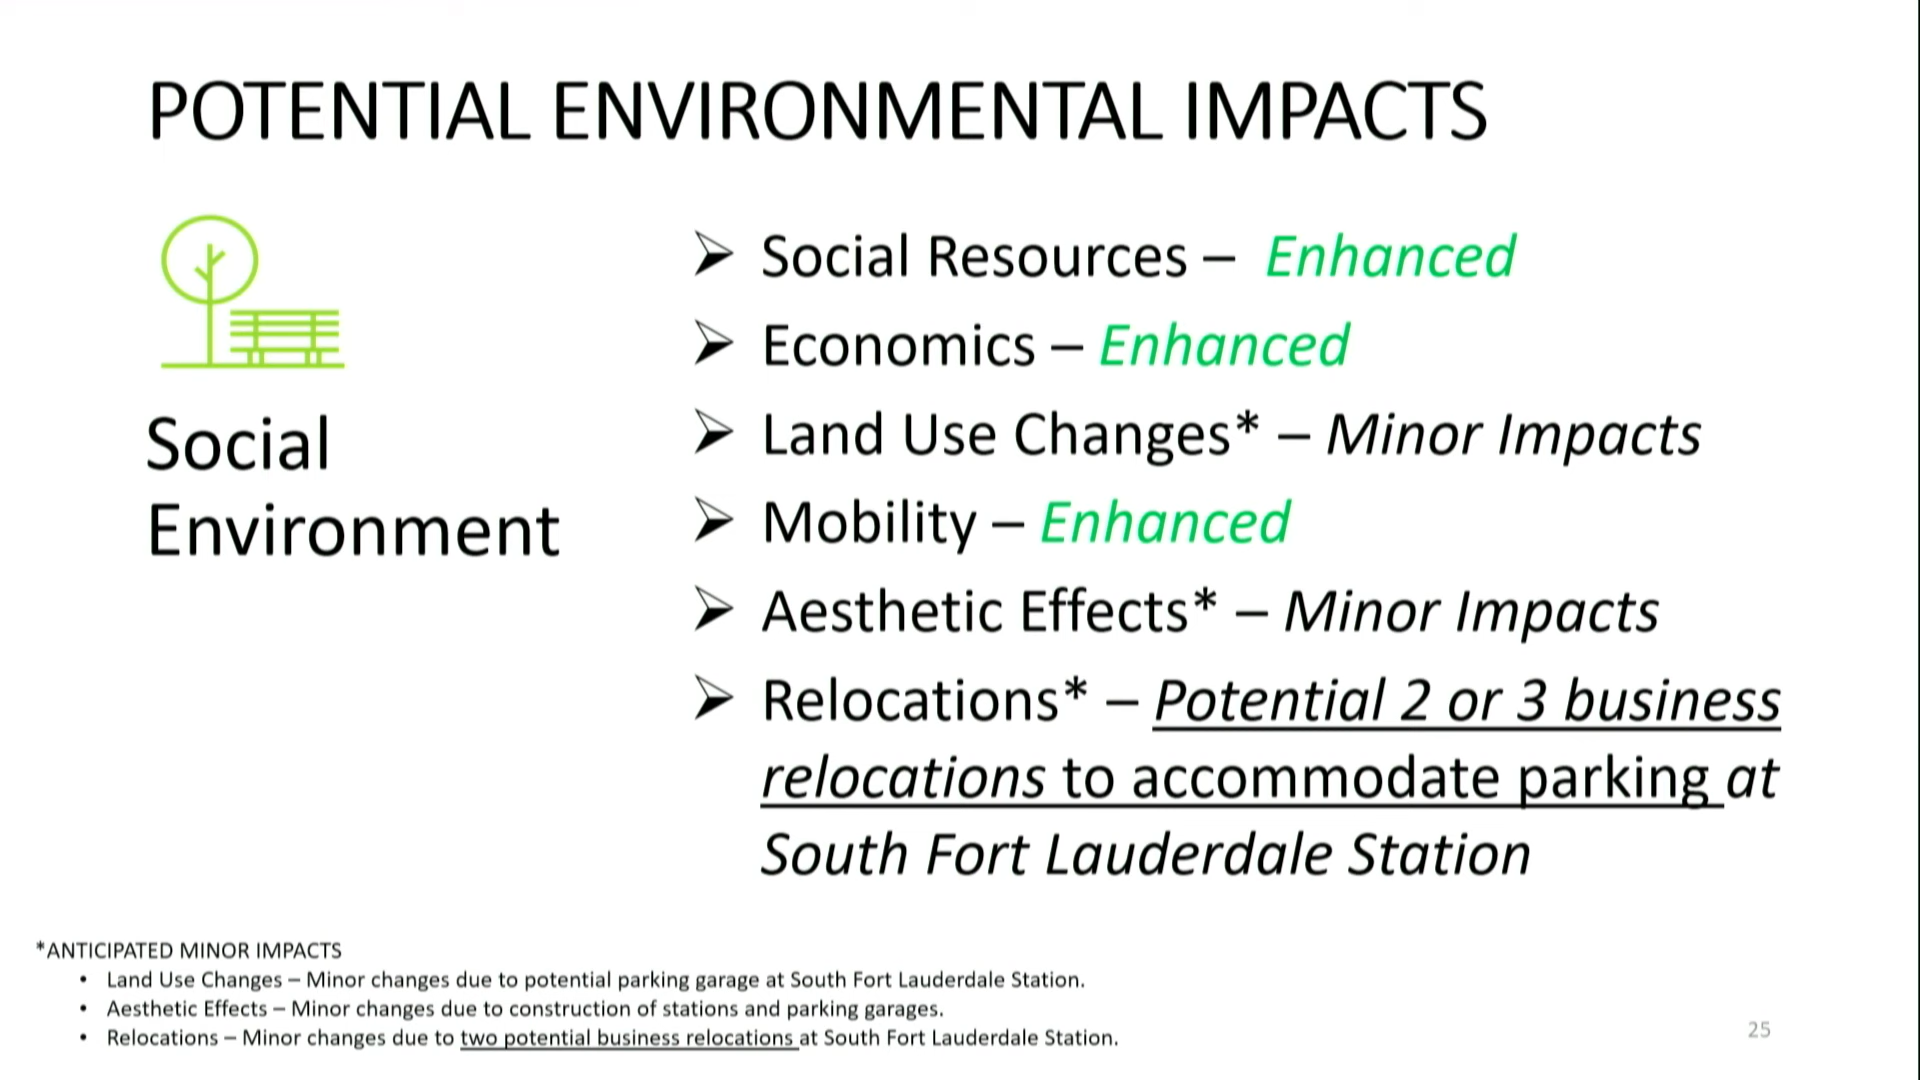 POTENTIAL ENVIRONMENTAL IMPACTS
Social
Environment
➢ Social Resources – Enhanced
➢ Economics – Enhanced
➢ Land Use Changes* – Minor Impacts
➢ Mobility – Enhanced
➢ Aesthetic Effects* – Minor Impacts
➢ Relocations* – Potential 2 or 3 business
relocations to accommodate parking at
South Fort Lauderdale Station
*ANTICIPATED MINOR IMPACTS
• Land Use Changes – Minor changes due to potential parking garage at South Fort Lauderdale Station.
• Aesthetic Effects – Minor changes due to construction of stations and parking garages.
• Relocations – Minor changes due to two potential business relocations at South Fort Lauderdale Station.
25